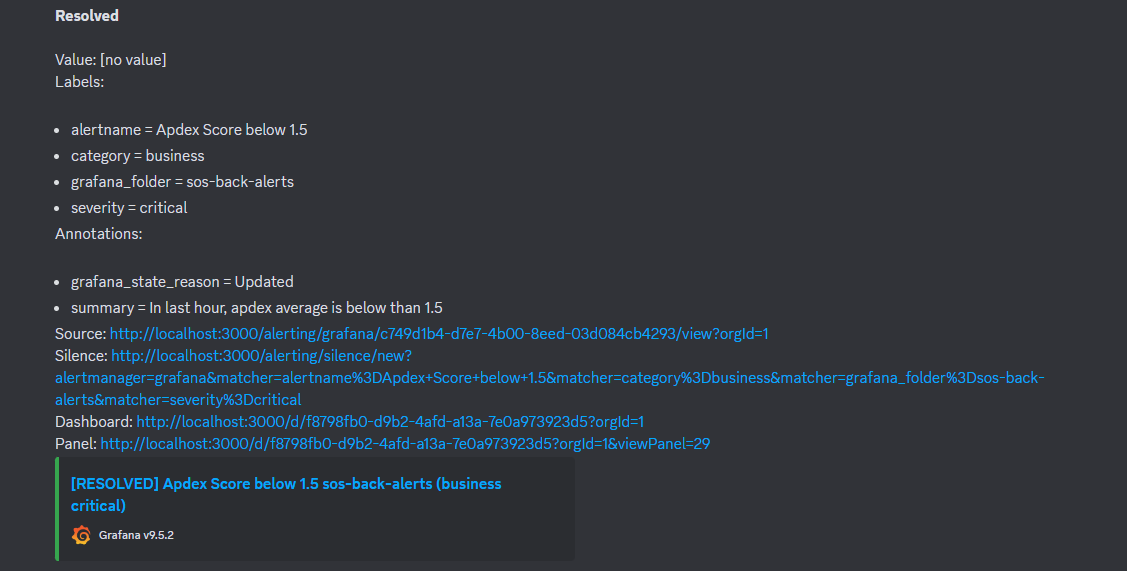 Resolved
Value: [no value]
Labels:
• alertname = Apdex Score below 1.5
• category = business
• grafana_folder = sos-back-alerts
• severity = critical
Annotations:
• grafana_state_reason = Updated
• summary = In last hour, apdex average is below than 1.5
Source: http://localhost:3000/alerting/grafana/c749d1b4-d7e7-4b00-8eed-03d084cb4293/view?orgId=1
Silence: http://localhost:3000/alerting/silence/new?
alertmanager=grafana&matcher=alertname%3DApdex+Score+below+1.5&matcher=category%3Dbusiness&matcher=grafana_folder%3Dsos-back-
alerts&matcher=severity%3Dcritical
Dashboard: http://localhost:3000/d/f8798fb0-d9b2-4afd-a13a-7e0a973923d5?orgId=1
Panel: http://localhost:3000/d/f8798fb0-d9b2-4afd-a13a-7e0a973923d5?orgId=1&viewPanel=29
[RESOLVED] Apdex Score below 1.5 sos-back-alerts (business
critical)
Grafana v9.5.2